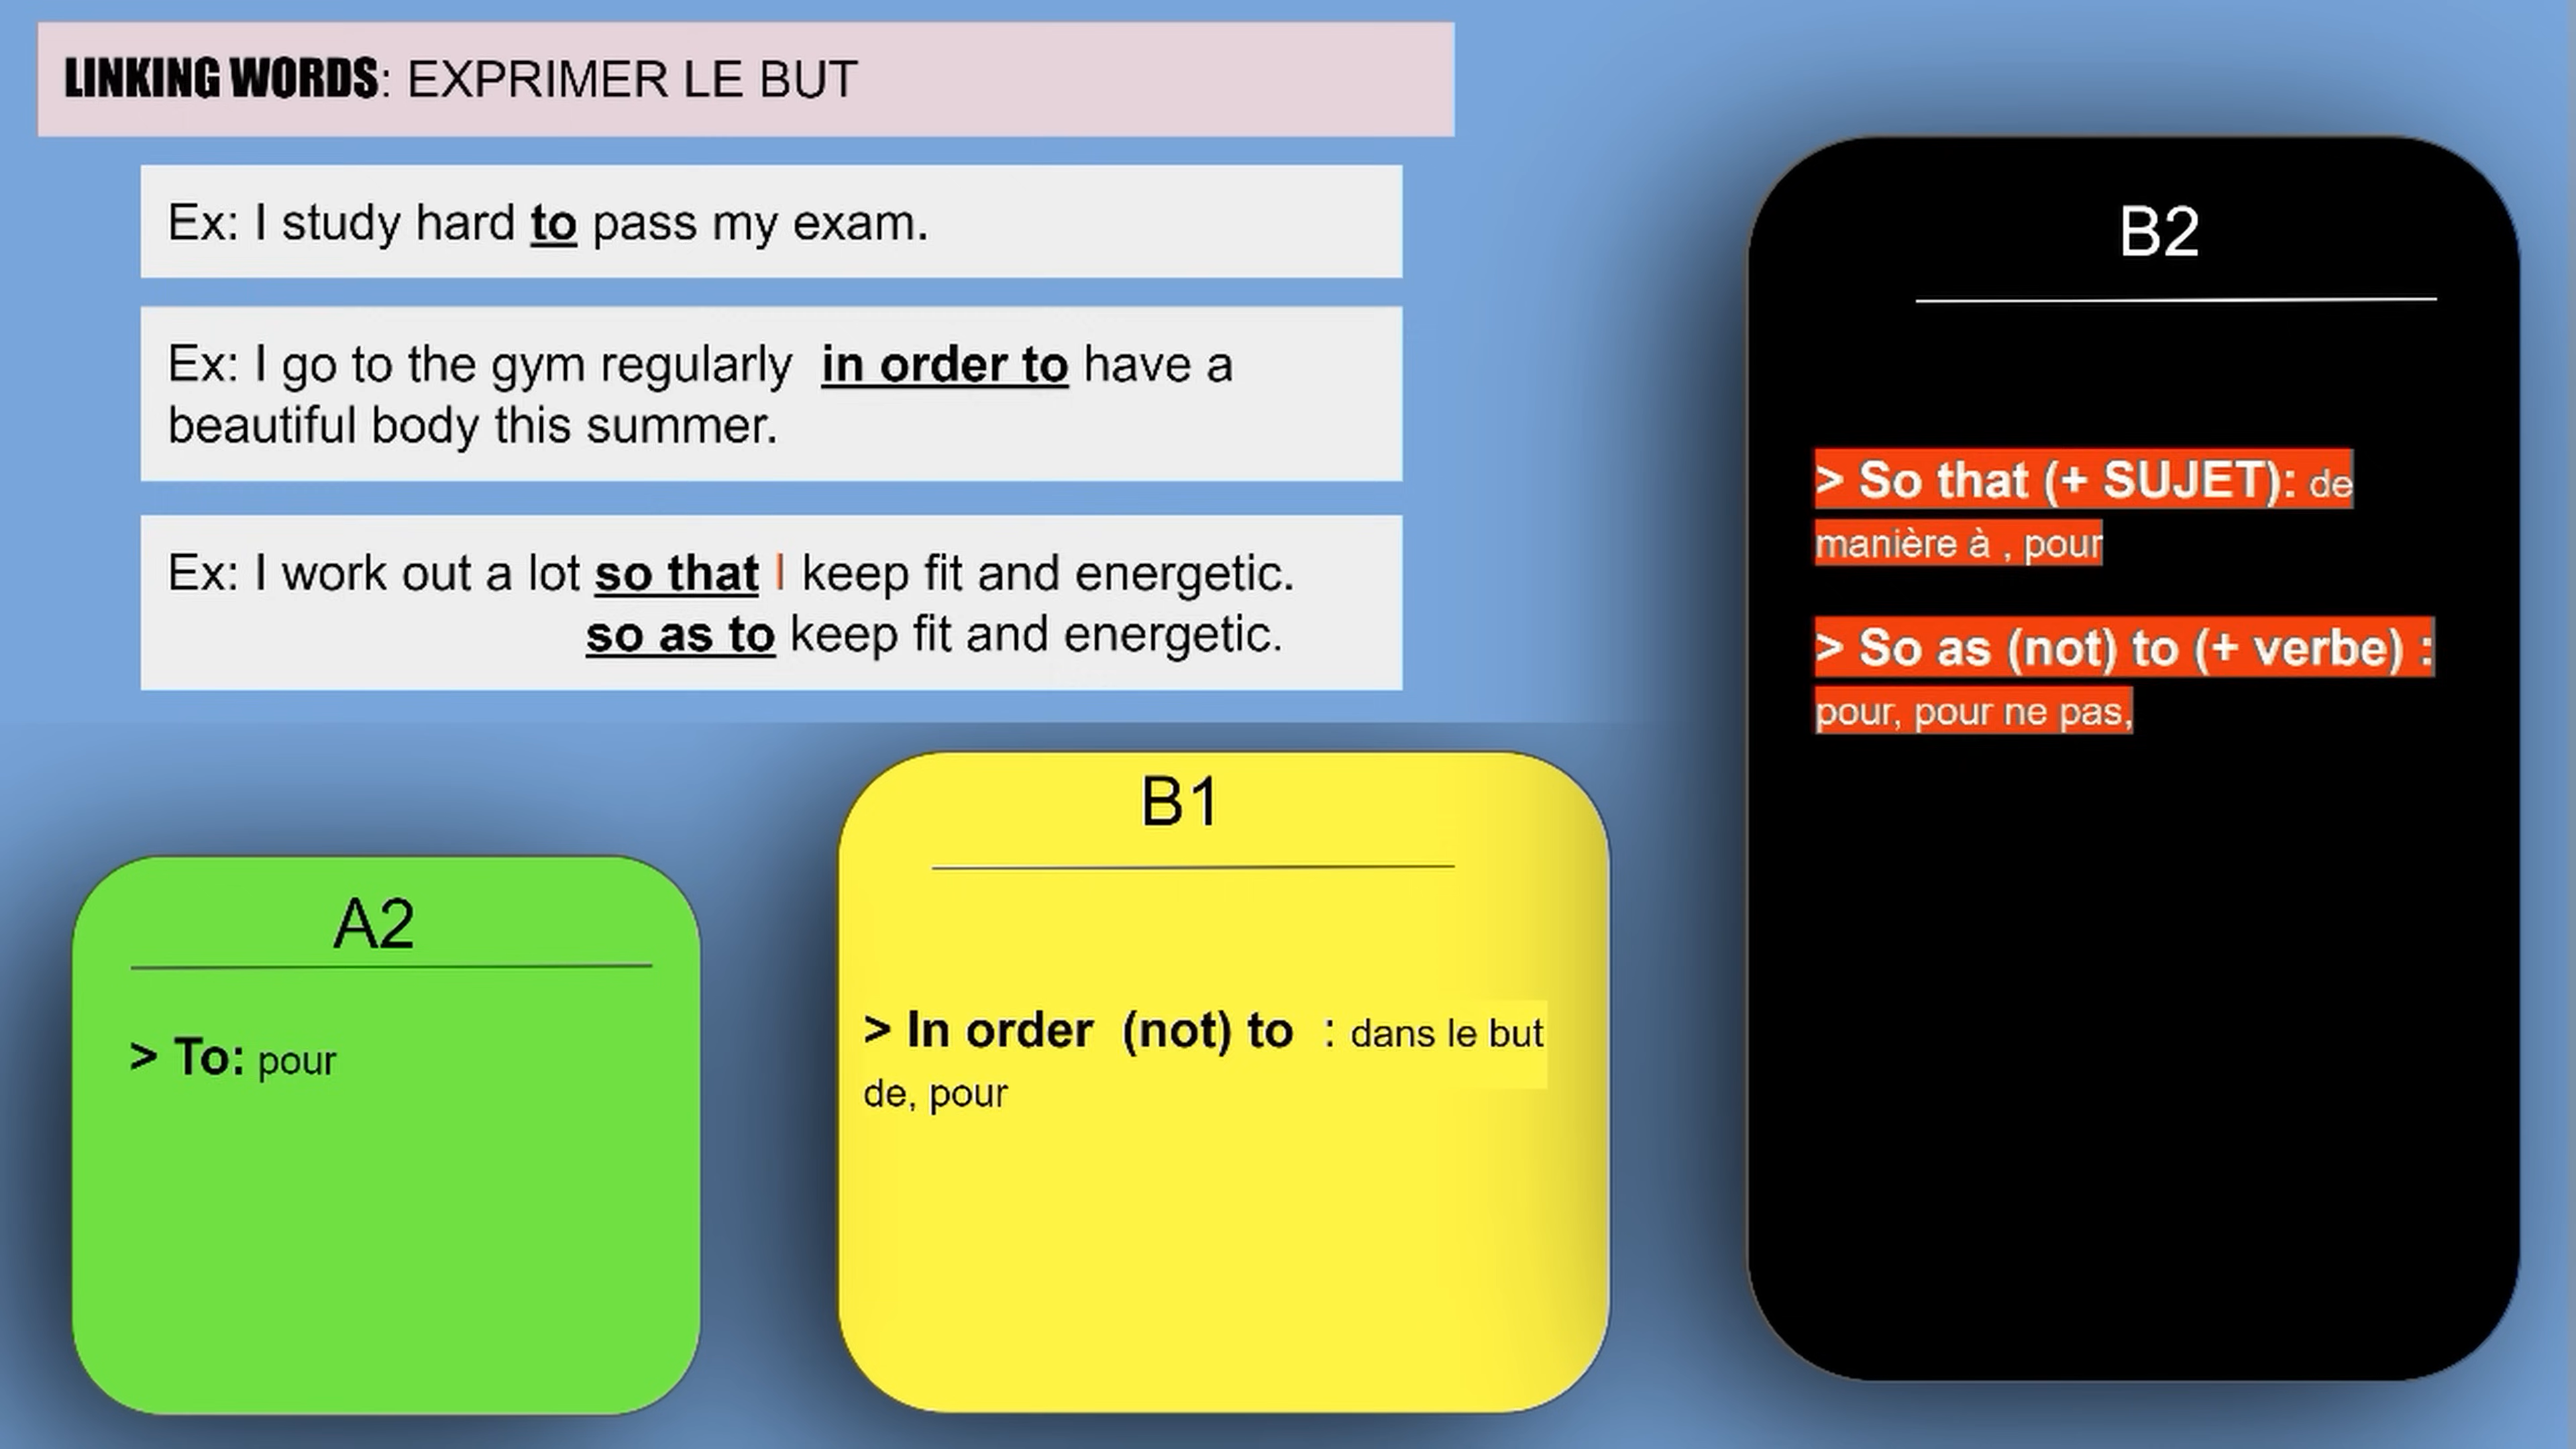 LINKING WORDS: EXPRIMER LE BUT
Ex: I study hard to pass my exam.
Ex: I go to the gym regularly in order to have a
beautiful body this summer.
Ex: I work out a lot so that I keep fit and energetic.
so as to keep fit and energetic.
A2
> To: pour
B1
> In order (not) to : dans le but
de, pour
B2
> So that (+ SUJET): de
manière à , pour
> So as (not) to (+ verbe) :
pour, pour ne pas,